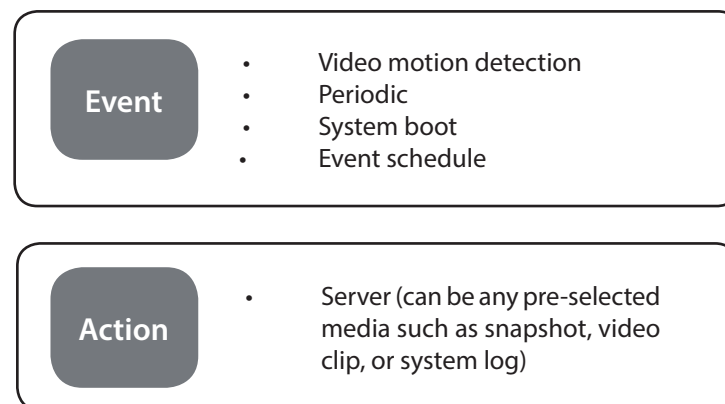 Event
• Video motion detection
• Periodic
• System boot
• Event schedule
Action
• Server (can be any pre-selected
media such as snapshot, video
clip, or system log)